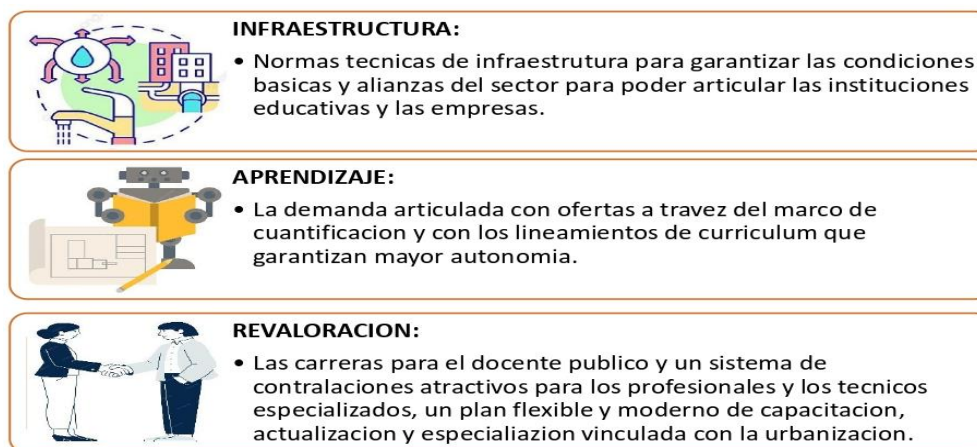 INFRAESTRUCTURA:
• Normas tecnicas de infraestrutura para garantizar las condiciones
basicas y alianzas del sector para poder articular las instituciones
educativas y las empresas.
APRENDIZAJE:
• La demanda articulada con ofertas a travez del marco de
cuantificacion y con los lineamientos de curriculum que
garantizan mayor autonomia.
REVALORACION:
• Las carreras para el docente publico y un sistema de
contralaciones atractivos para los profesionales y los tecnicos
especializados, un plan flexible y moderno de capacitacion,
actualizacion y especialiazion vinculada con la urbanizacion.